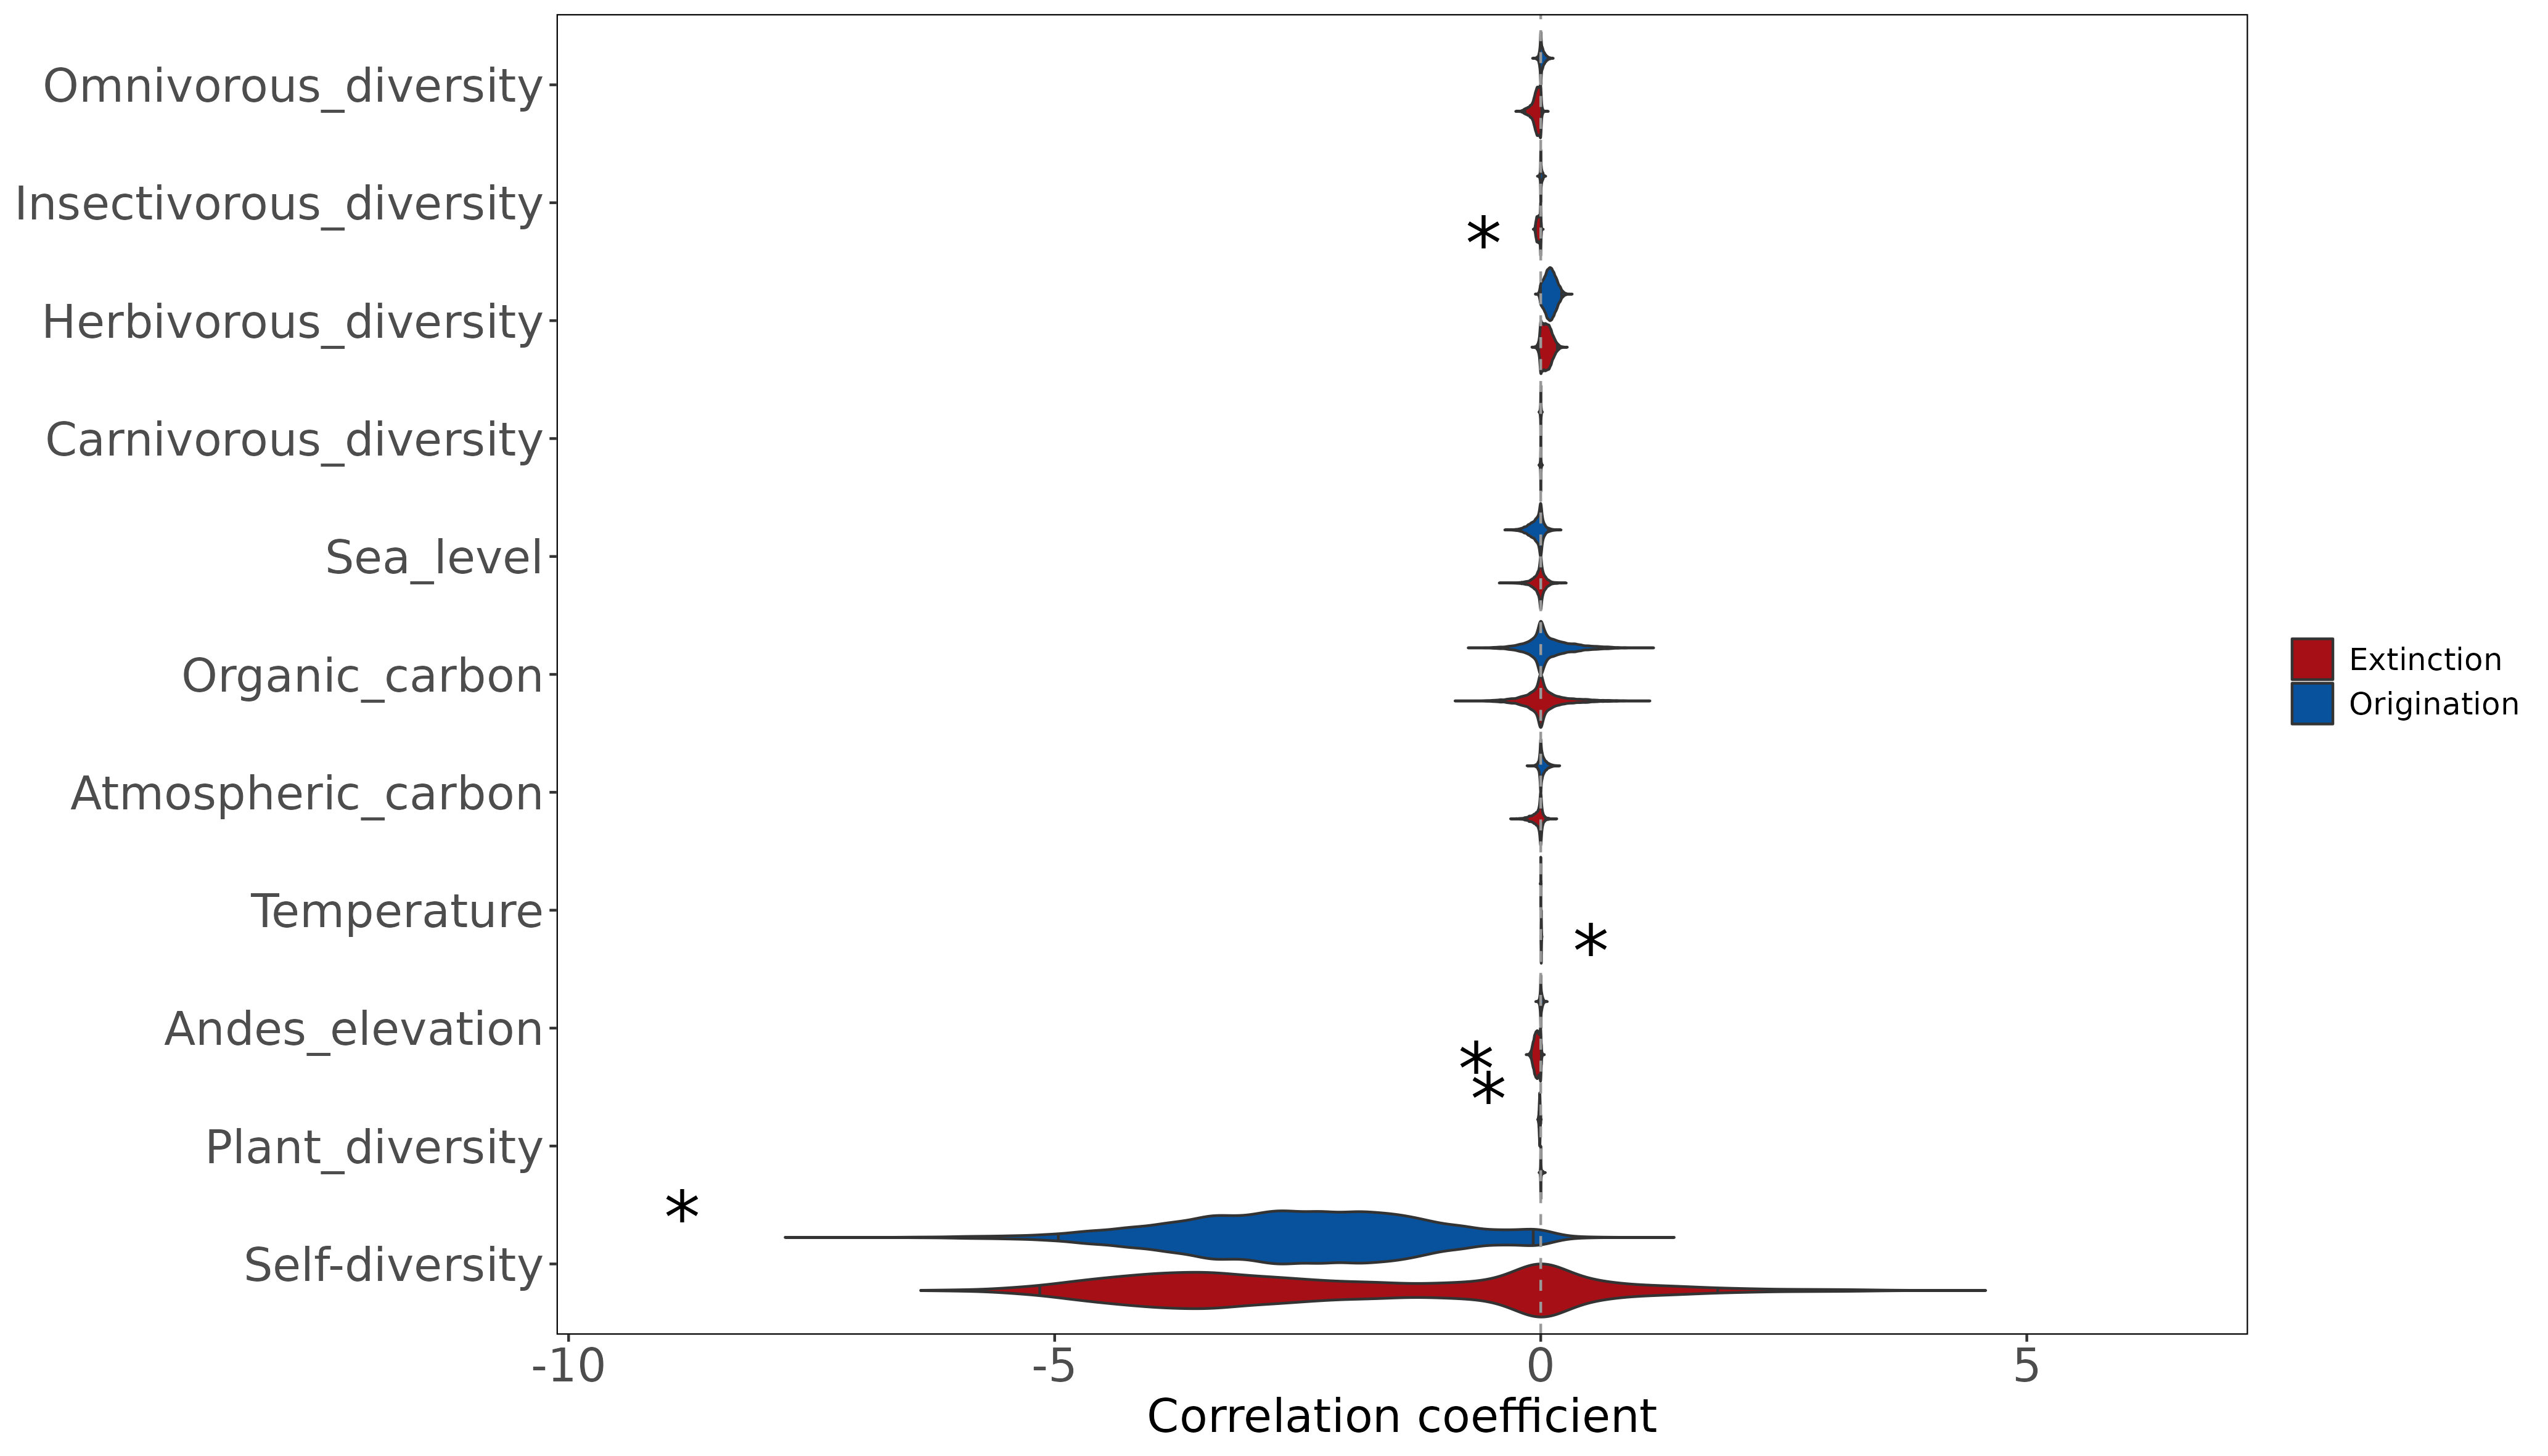 Omnivorous_diversity
Insectivorous_diversity
*
Herbivorous_diversity
Carnivorous_diversity
Sea_level
Organic_carbon
Extinction
Origination
Atmospheric_carbon
Temperature
*
Andes_elevation
*
*
Plant_diversity
*
Self-diversity
-10 -5 0 5
Correlation coefficient